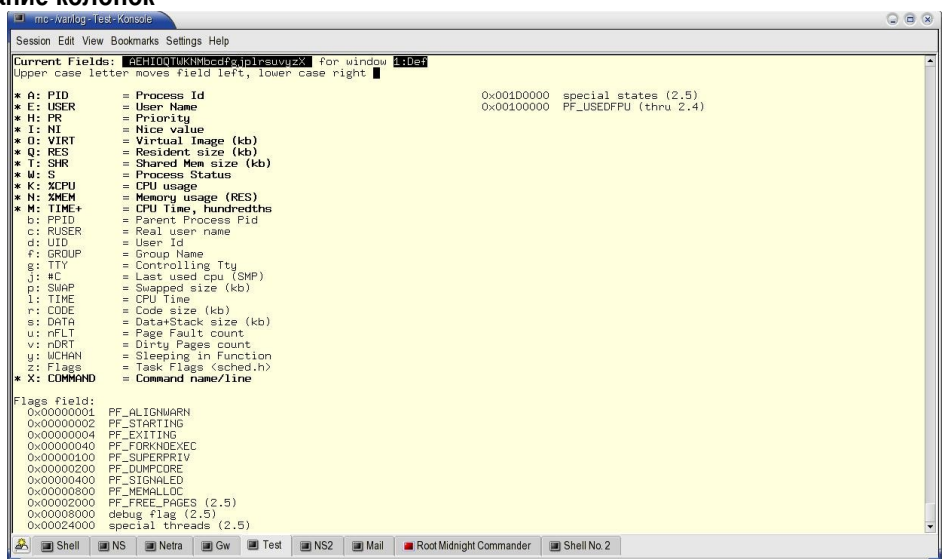 ание колонок
mc - /var/log - Test - Konsole
Session Edit View Bookmarks Settings Help
Current Fields: AEHIOQTWKNMbcdfgjplrsuvyzX for window 1:Def
Upper case letter moves field left, lower case right
* A: PID = Process Id 0x001D0000 special states (2.5)
* E: USER = User Name 0x00100000 PF_USEDFPU (thru 2.4)
* H: PR = Priority
* I: NI = Nice value
* O: VIRT = Virtual Image (kb)
* Q: RES = Resident size (kb)
* T: SHR = Shared Mem size (kb)
* W: S = Process Status
* K: %CPU = CPU usage
* N: %MEM = Memory usage (RES)
* M: TIME+ = CPU Time, hundredths
b: PPID = Parent Process Pid
c: RUSER = Real user name
d: UID = User Id
f: GROUP = Group Name
g: TTY = Controlling Tty
j: #C = Last used cpu (SMP)
p: SWAP = Swapped size (kb)
l: TIME = CPU Time
r: CODE = Code size (kb)
s: DATA = Data+Stack size (kb)
u: nFLT = Page Fault count
v: nDRT = Dirty Pages count
y: WCHAN = Sleeping in Function
z: Flags = Task Flags <sched.h>
* X: COMMAND = Command name/line
Flags field:
0x00000001 PF_ALIGNWARN
0x00000002 PF_STARTING
0x00000004 PF_EXITING
0x00000040 PF_FORKNOEXEC
0x00000100 PF_SUPERPRIV
0x00000200 PF_DUMPCORE
0x00000400 PF_SIGNALED
0x00000800 PF_MEMALLOC
0x00002000 PF_FREE_PAGES (2.5)
0x00008000 debug flag (2.5)
0x00024000 special threads (2.5)
Shell NS Netra Gw Test NS2 Mail Root Midnight Commander Shell No. 2